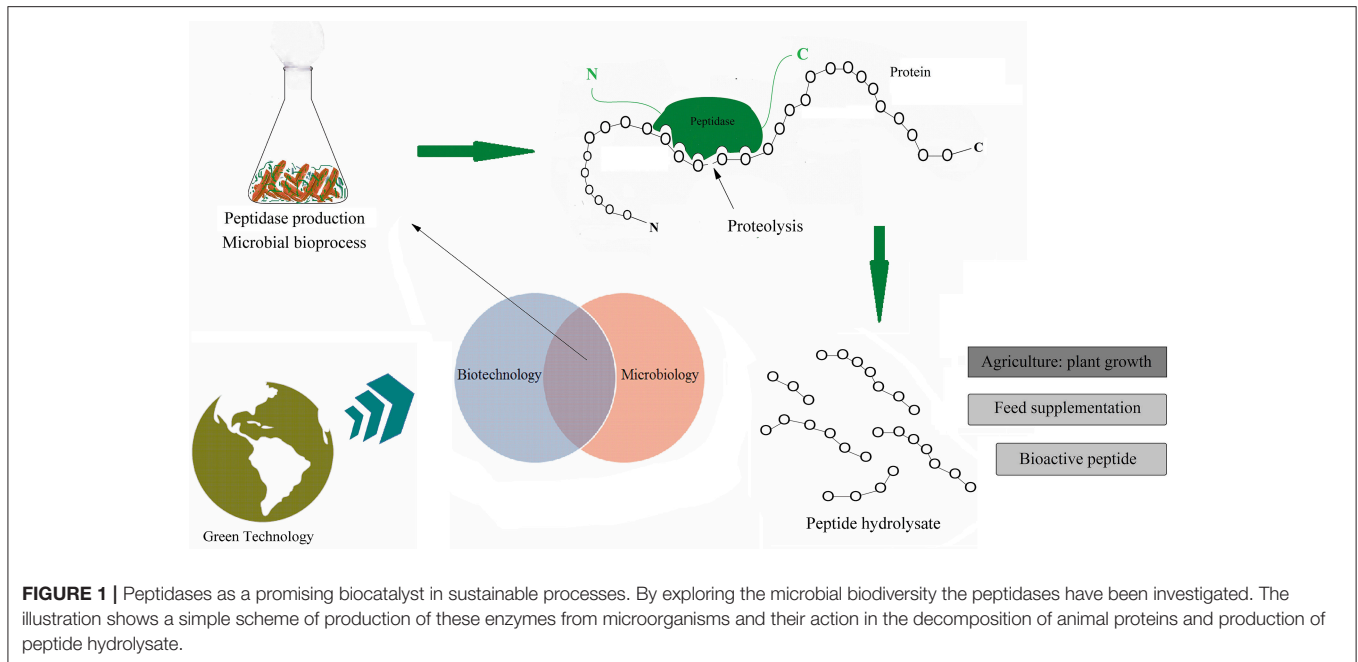 N
C
Protein
Peptidase
C
Peptidase production
Microbial bioprocess
Proteolysis
N
Biotechnology
Microbiology
Agriculture: plant growth
Feed supplementation
Bioactive peptide
Green Technology
Peptide hydrolysate
FIGURE 1 | Peptidases as a promising biocatalyst in sustainable processes. By exploring the microbial biodiversity the peptidases have been investigated. The
illustration shows a simple scheme of production of these enzymes from microorganisms and their action in the decomposition of animal proteins and production of
peptide hydrolysate.